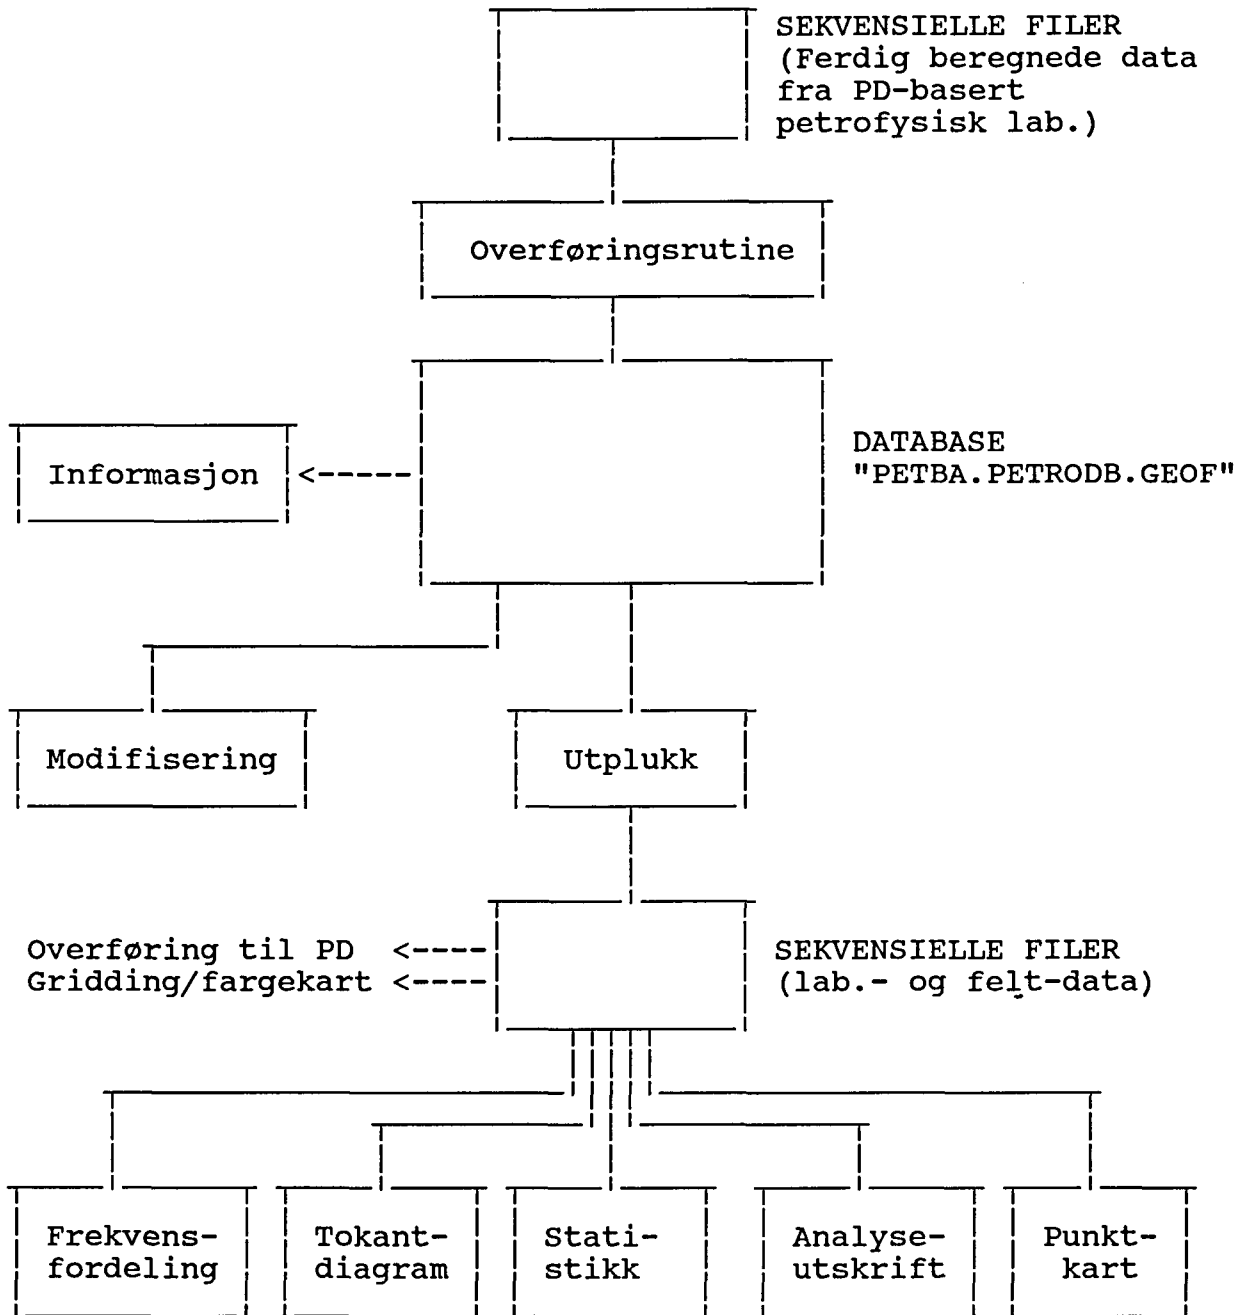 SEKVENSIELLE FILER
(Ferdig beregnede data
fra PD-basert
petrofysisk lab.)
Overføringsrutine
Informasjon
DATABASE
"PETBA.PETRODB.GEOF"
Modifisering
Utplukk
Overføring til PD
Gridding/fargekart
SEKVENSIELLE FILER
(lab.- og felt-data)
Frekvens-
fordeling
Tokant-
diagram
Stati-
stikk
Analyse-
utskrift
Punkt-
kart